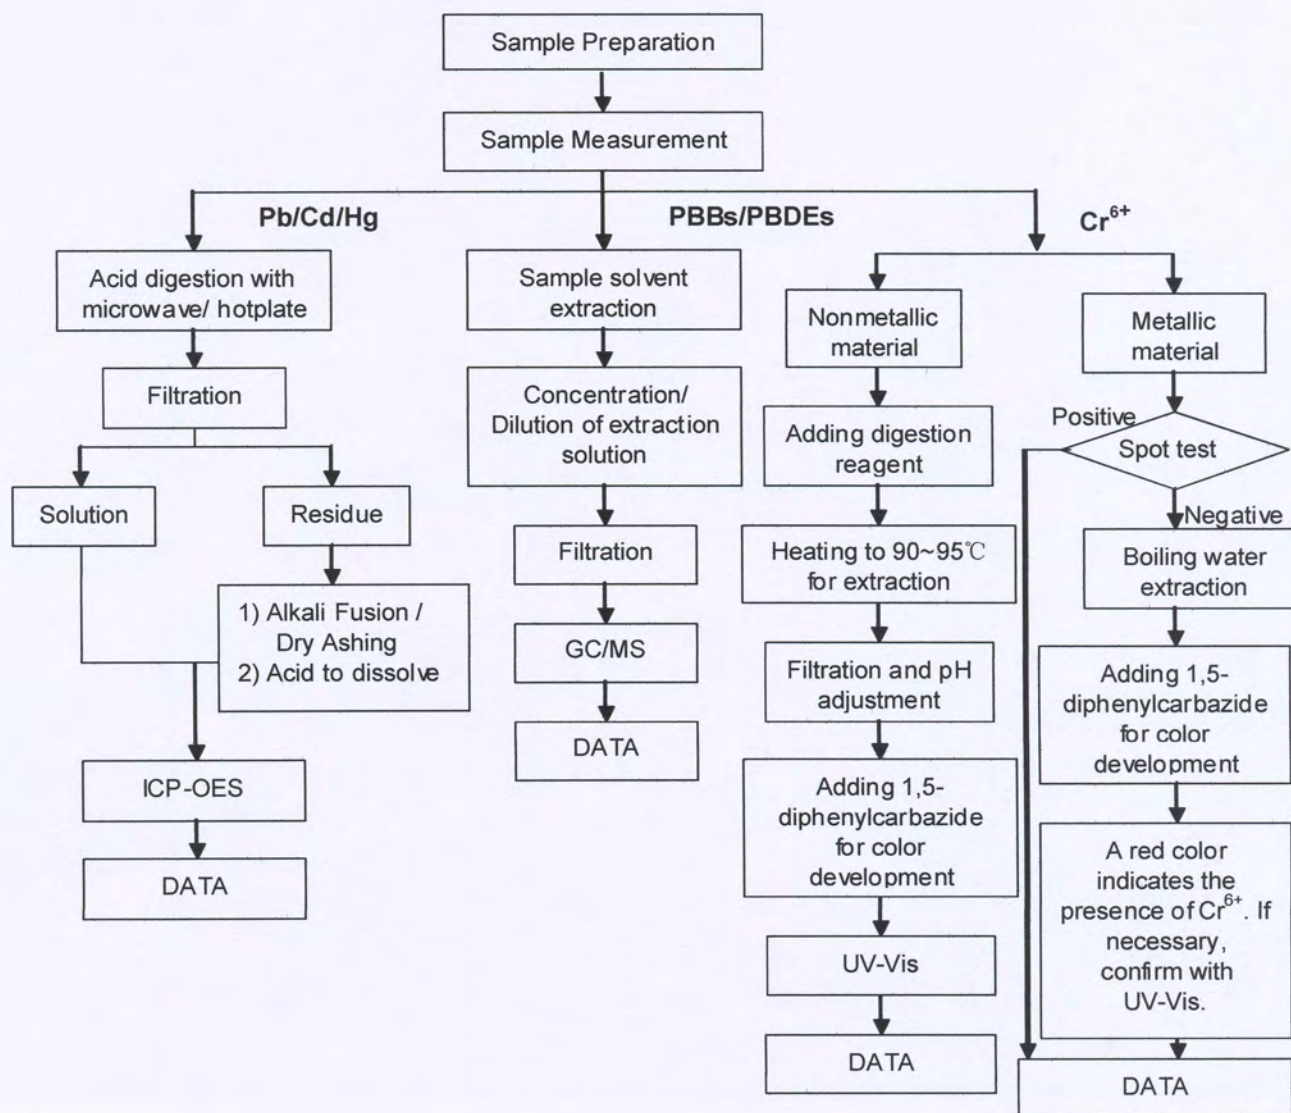 Sample Preparation
Sample Measurement
Pb/Cd/Hg
Acid digestion with
microwave/ hotplate
Filtration
Solution
Residue
1) Alkali Fusion /
Dry Ashing
2) Acid to dissolve
ICP-OES
DATA
PBBs/PBDEs
Sample solvent
extraction
Concentration/
Dilution of extraction
solution
Filtration
GC/MS
DATA
Cr⁶⁺
Nonmetallic
material
Adding digestion
reagent
Heating to 90~95℃
for extraction
Filtration and pH
adjustment
Adding 1,5-
diphenylcarbazide
for color
development
UV-Vis
DATA
Metallic
material
Positive
Spot test
Negative
Boiling water
extraction
Adding 1,5-
diphenylcarbazide
for color
development
A red color
indicates the
presence of Cr⁶⁺. If
necessary,
confirm with
UV-Vis.
DATA